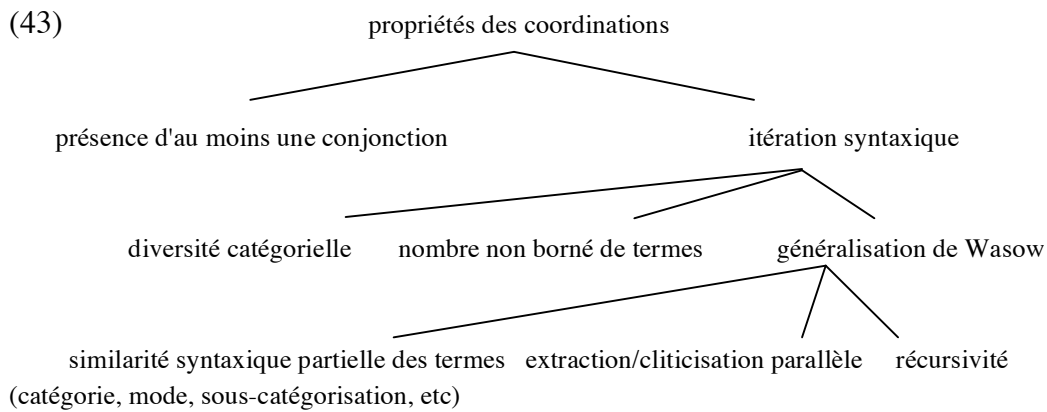 (43) propriétés des coordinations
présence d'au moins une conjonction itération syntaxique
diversité catégorielle nombre non borné de termes généralisation de Wasow
similarité syntaxique partielle des termes extraction/cliticisation parallèle récursivité
(catégorie, mode, sous-catégorisation, etc)